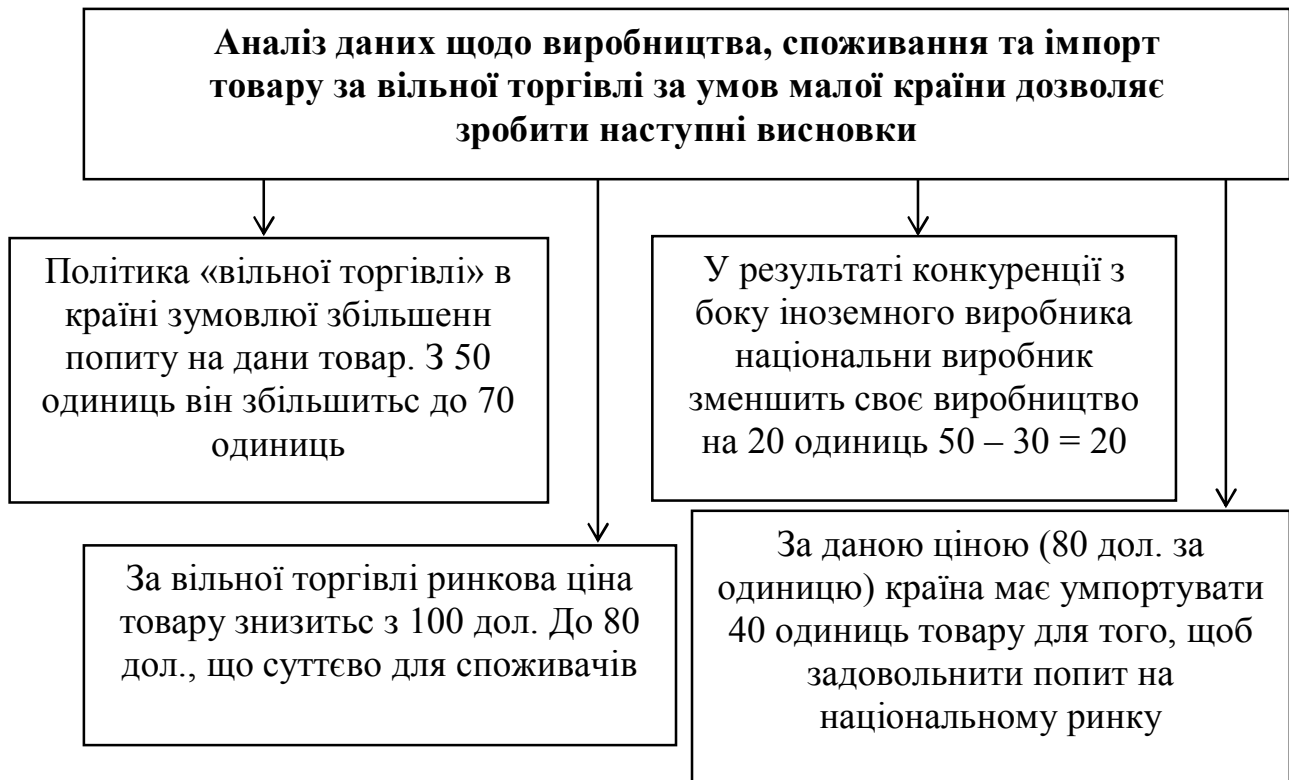 Аналіз даних щодо виробництва, споживання та імпорт
товару за вільної торгівлі за умов малої країни дозволяє
зробити наступні висновки
Політика «вільної торгівлі» в
країні зумовлюї збільшенн
попиту на дани товар. З 50
одиниць він збільшитьс до 70
одиниць
У результаті конкуренції з
боку іноземного виробника
національни виробник
зменшить своє виробництво
на 20 одиниць 50 – 30 = 20
За вільної торгівлі ринкова ціна
товару знизитьс з 100 дол. До 80
дол., що суттєво для споживачів
За даною ціною (80 дол. за
одиницю) країна має умпортувати
40 одиниць товару для того, щоб
задовольнити попит на
національному ринку